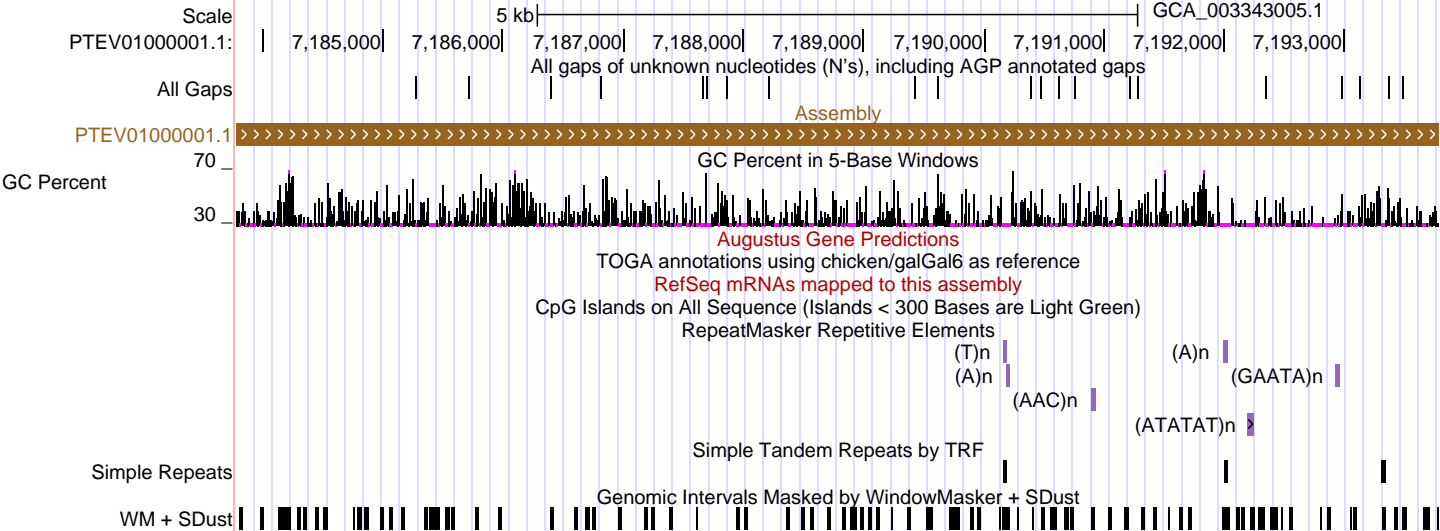 Scale 5 kb GCA_003343005.1
PTEV01000001.1: 7,185,000 7,186,000 7,187,000 7,188,000 7,189,000 7,190,000 7,191,000 7,192,000 7,193,000
All gaps of unknown nucleotides (N's), including AGP annotated gaps
All Gaps
Assembly
PTEV01000001.1
GC Percent in 5-Base Windows
70
GC Percent
30
Augustus Gene Predictions
TOGA annotations using chicken/galGal6 as reference
RefSeq mRNAs mapped to this assembly
CpG Islands on All Sequence (Islands < 300 Bases are Light Green)
RepeatMasker Repetitive Elements
(T)n (A)n
(A)n (GAATA)n
(AAC)n
(ATATAT)n
Simple Tandem Repeats by TRF
Simple Repeats
Genomic Intervals Masked by WindowMasker + SDust
WM + SDust